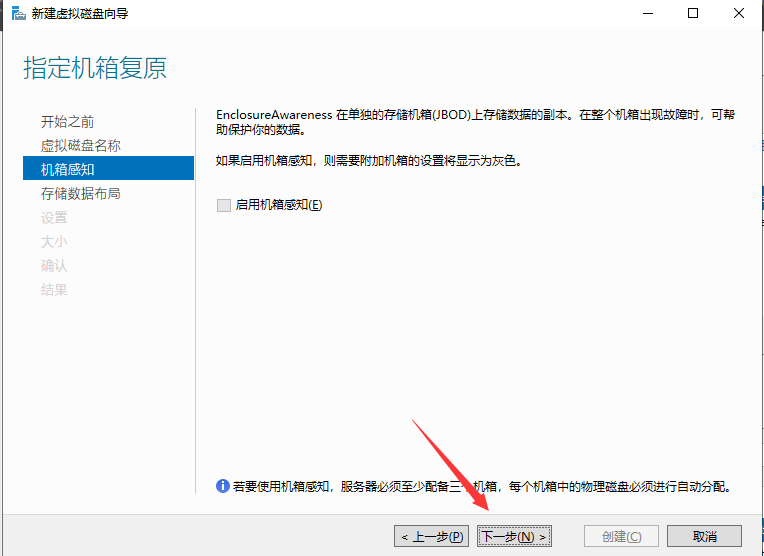 新建虚拟磁盘向导
指定机箱复原
开始之前
虚拟磁盘名称
机箱感知
存储数据布局
设置
大小
确认
结果
EnclosureAwareness 在单独的存储机箱(JBOD)上存储数据的副本。在整个机箱出现故障时，可帮
助保护你的数据。
如果启用机箱感知，则需要附加机箱的设置将显示为灰色。
启用机箱感知(E)
若要使用机箱感知，服务器必须至少配备三个机箱，每个机箱中的物理磁盘必须进行自动分配。
< 上一步(P)
下一步(N) >
创建(C)
取消